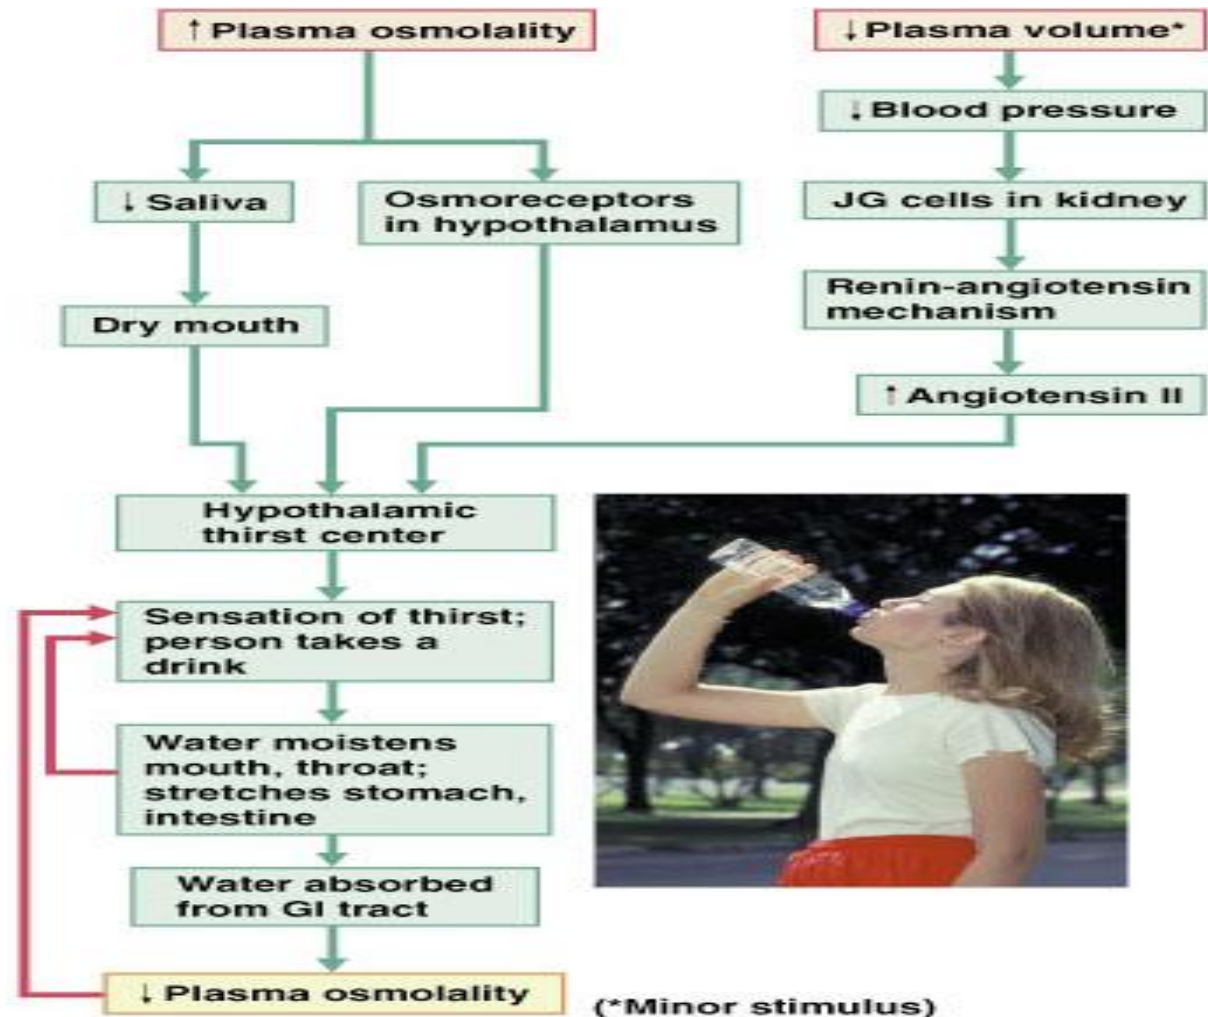 ↑ Plasma osmolality
↓ Plasma volume*
↓ Blood pressure
↓ Saliva
Osmoreceptors
in hypothalamus
JG cells in kidney
Dry mouth
Renin-angiotensin
mechanism
↑ Angiotensin II
Hypothalamic
thirst center
Sensation of thirst;
person takes a
drink
Water moistens
mouth, throat;
stretches stomach,
intestine
Water absorbed
from GI tract
↓ Plasma osmolality
(*Minor stimulus)